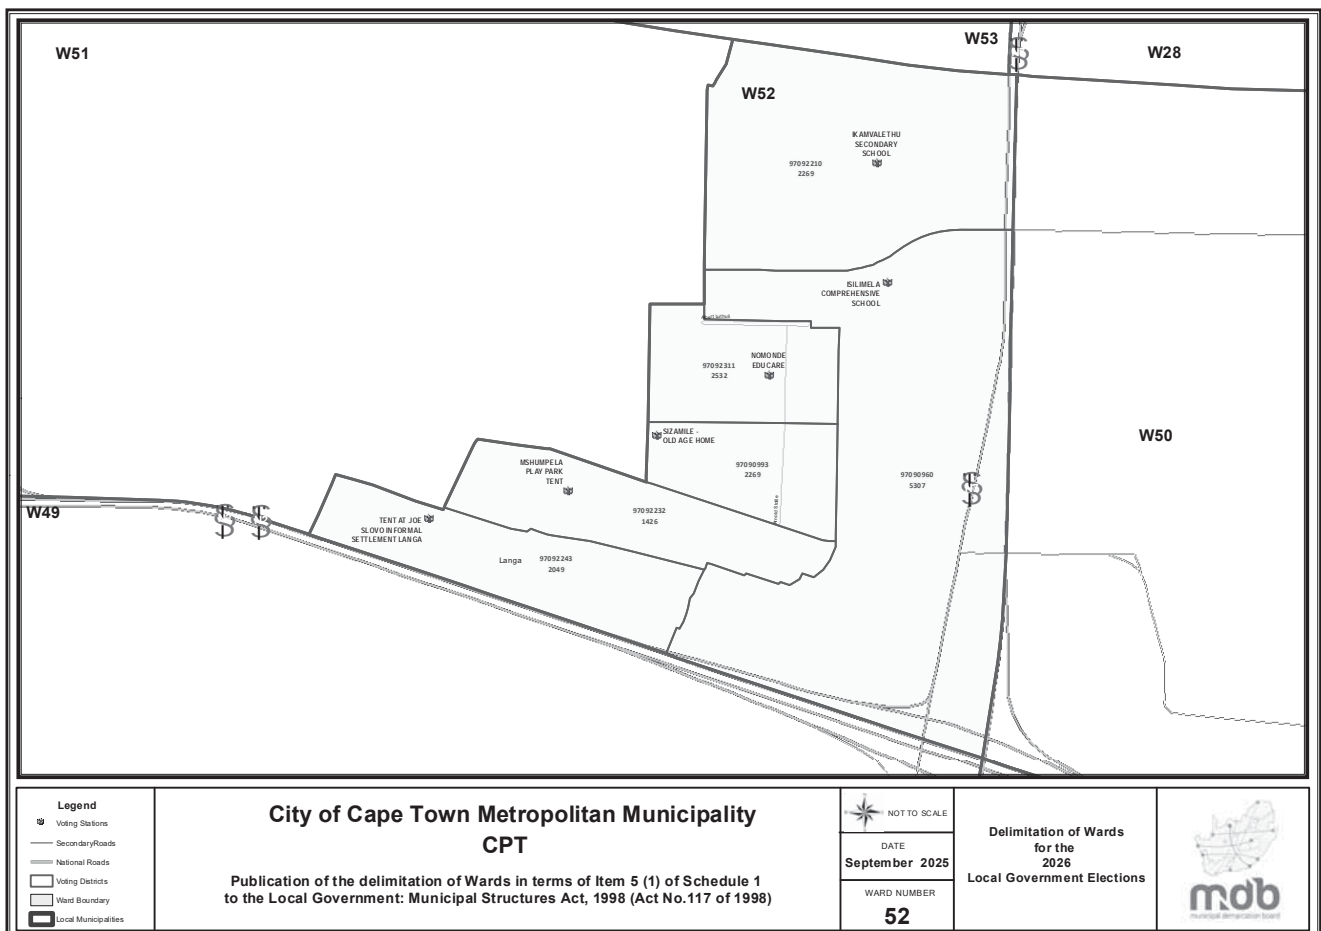 W51
W53
W28
W52
IKAMVALETHU
SECONDARY
SCHOOL
97092210
2269
ISILIMELA
COMPREHENSIVE
SCHOOL
NOMONDE
EDUCARE
97092311
2532
SIZAMILE -
OLD AGE HOME
97090993
2269
W50
97090960
5307
MSHUMPELA
PLAY PARK
TENT
97092232
1426
W49
TENT AT JOE
SLOVO INFORMAL
SETTLEMENT LANGA
Langa
97092243
2049
Legend
Voting Stations
SecondaryRoads
National Roads
Voting Districts
Ward Boundary
Local Municipalities
City of Cape Town Metropolitan Municipality
CPT
Publication of the delimitation of Wards in terms of Item 5 (1) of Schedule 1
to the Local Government: Municipal Structures Act, 1998 (Act No.117 of 1998)
NOT TO SCALE
DATE
September 2025
WARD NUMBER
52
Delimitation of Wards
for the
2026
Local Government Elections
mdb
municipal demarcation board